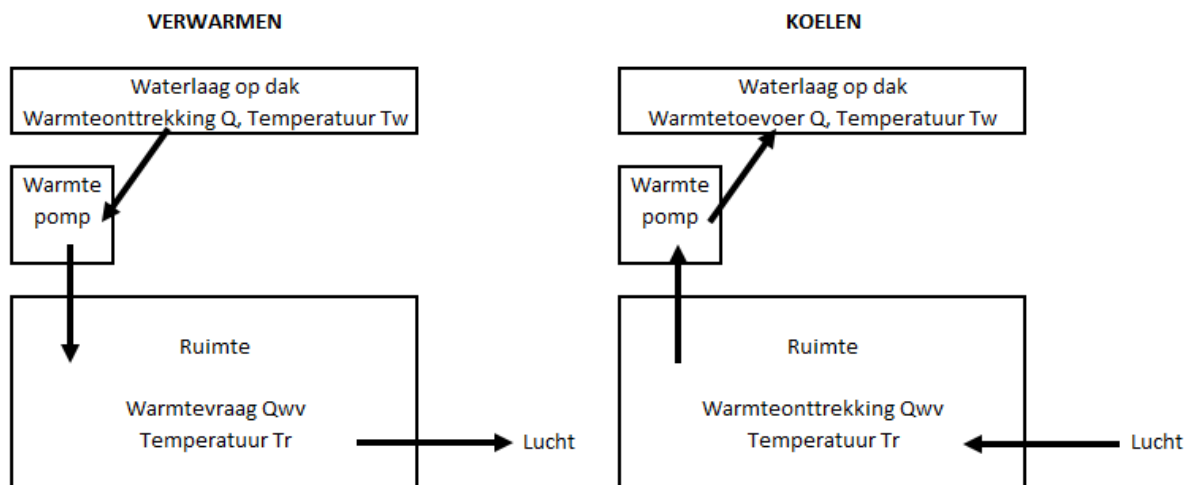 VERWARMEN
Waterlaag op dak
Warmteonttrekking Q, Temperatuur Tw
Warmte
pomp
Ruimte
Warmtevraag Qwv
Temperatuur Tr
Lucht
KOELEN
Waterlaag op dak
Warmtetoevoer Q, Temperatuur Tw
Warmte
pomp
Ruimte
Warmteonttrekking Qwv
Temperatuur Tr
Lucht